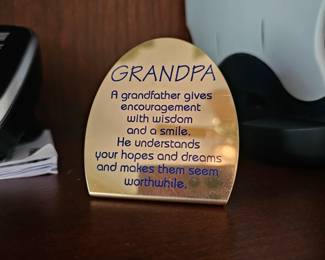 GRANDPA
A grandfather gives
encouragement
with wisdom
and a smile.
He understands
your hopes and dreams
and makes them seem
worthwhile.